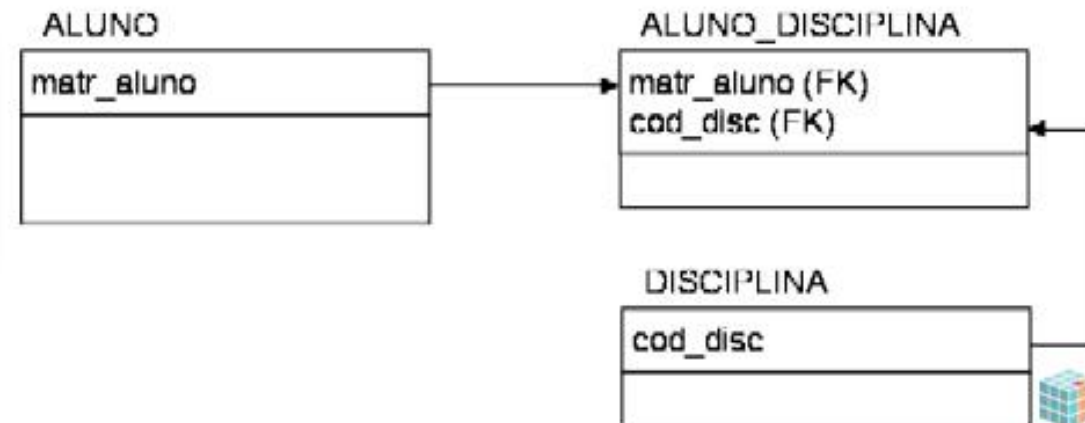 ALUNO
matr_aluno
ALUNO_DISCIPLINA
matr_aluno (FK)
cod_disc (FK)
DISCIPLINA
cod_disc